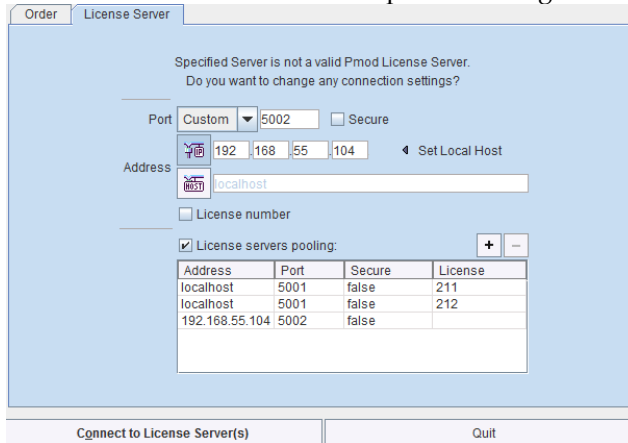 Order License Server
Specified Server is not a valid Pmod License Server.
Do you want to change any connection settings?
Port Custom 5002 Secure
IP 192 .168 .55 .104 Set Local Host
Address
HOST localhost
License number
License servers pooling: + −
Address Port Secure License
localhost 5001 false 211
localhost 5001 false 212
192.168.55.104 5002 false
Connect to License Server(s) Quit